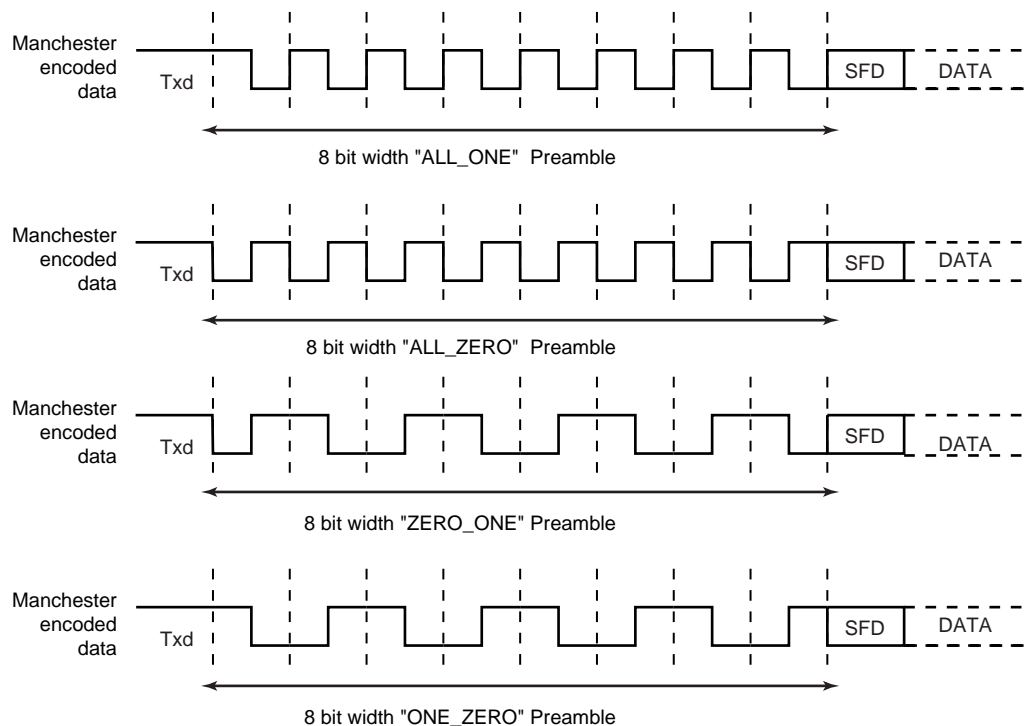 Manchester
encoded
data
Txd
SFD
DATA
8 bit width "ALL_ONE" Preamble
Manchester
encoded
data
Txd
SFD
DATA
8 bit width "ALL_ZERO" Preamble
Manchester
encoded
data
Txd
SFD
DATA
8 bit width "ZERO_ONE" Preamble
Manchester
encoded
data
Txd
SFD
DATA
8 bit width "ONE_ZERO" Preamble